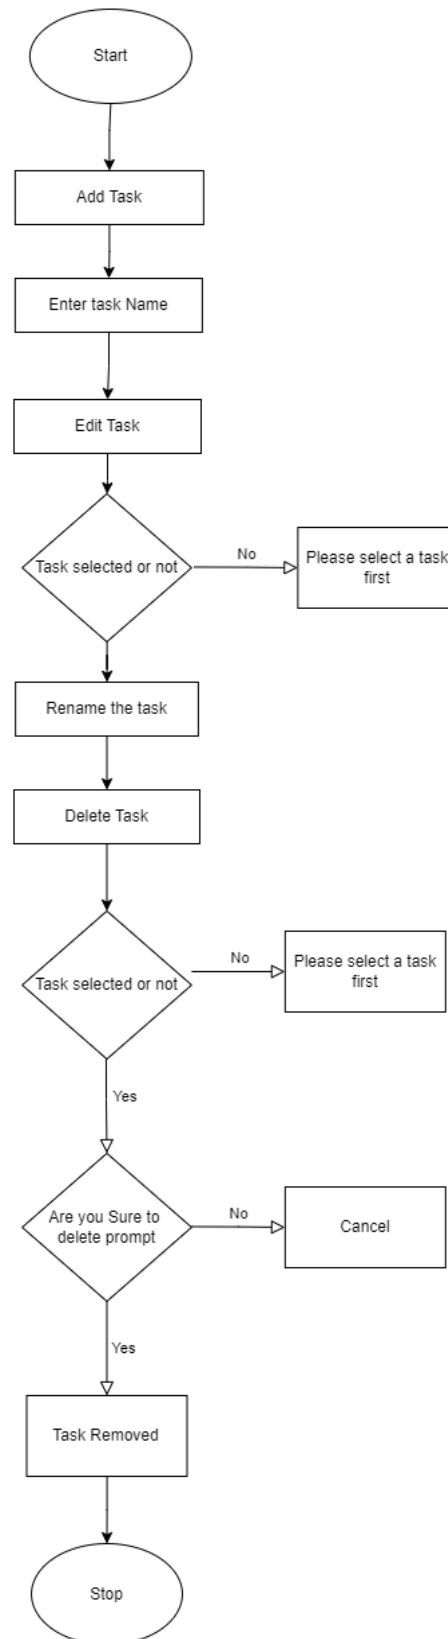 Start
Add Task
Enter task Name
Edit Task
Task selected or not
No
Please select a task
first
Rename the task
Delete Task
Task selected or not
No
Please select a task
first
Yes
Are you Sure to
delete prompt
No
Cancel
Yes
Task Removed
Stop